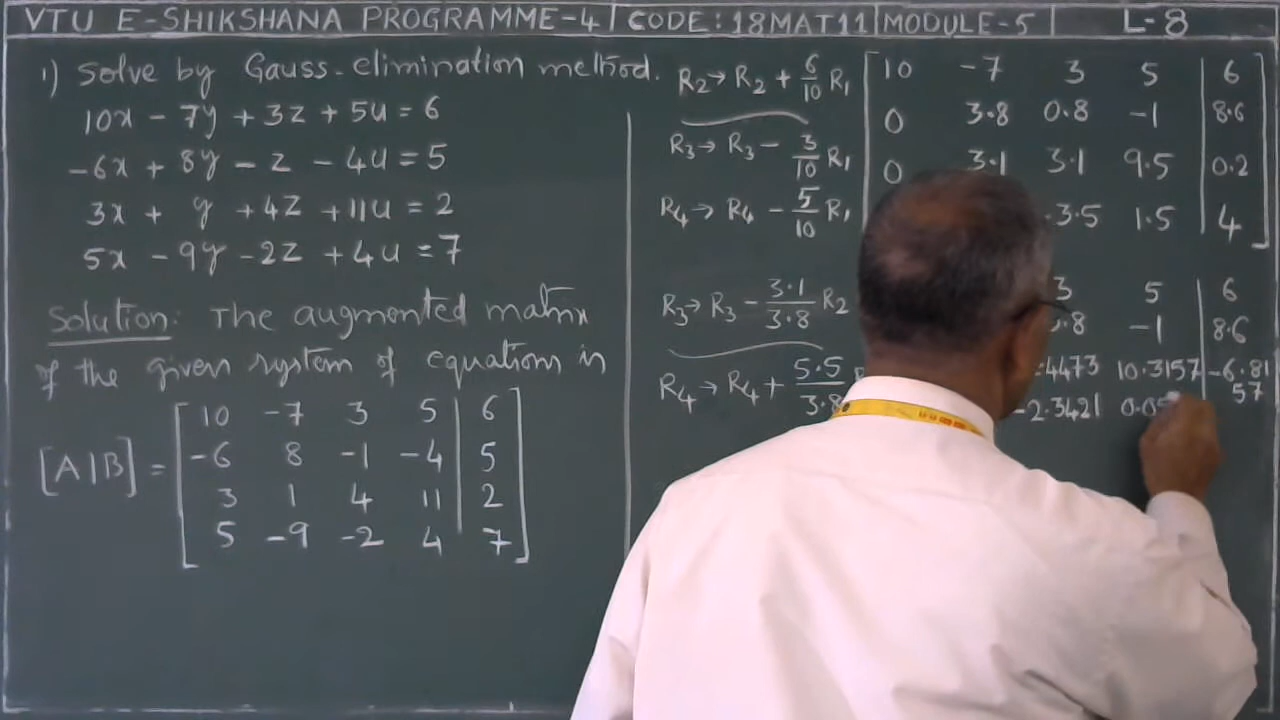 VTU E-SHIKSHANA PROGRAMME-4 | CODE:18MAT11 | MODULE-5 | L-8
1) Solve by Gauss-elimination method.
10x - 7y + 3z + 5u = 6
-6x + 8y - z - 4u = 5
3x + y + 4z + 11u = 2
5x - 9y - 2z + 4u = 7
Solution: The augmented matrix
of the given system of equations is
[A|B] =
10 -7 3 5 | 6
-6 8 -1 -4 | 5
3 1 4 11 | 2
5 -9 -2 4 | 7
R2→R2 + 6/10 R1
R3→R3 - 3/10 R1
R4→R4 - 5/10 R1
10 -7 3 5 | 6
0 3.8 0.8 -1 | 8.6
0 3.1 3.1 9.5 | 0.2
3.5 1.5 | 4
R3→R3 - 3.1/3.8 R2
R4→R4 + 5.5/3.8
3 5 | 6
.8 -1 | 8.6
.4473 10.3157 | -6.8157
-2.3421 0.05